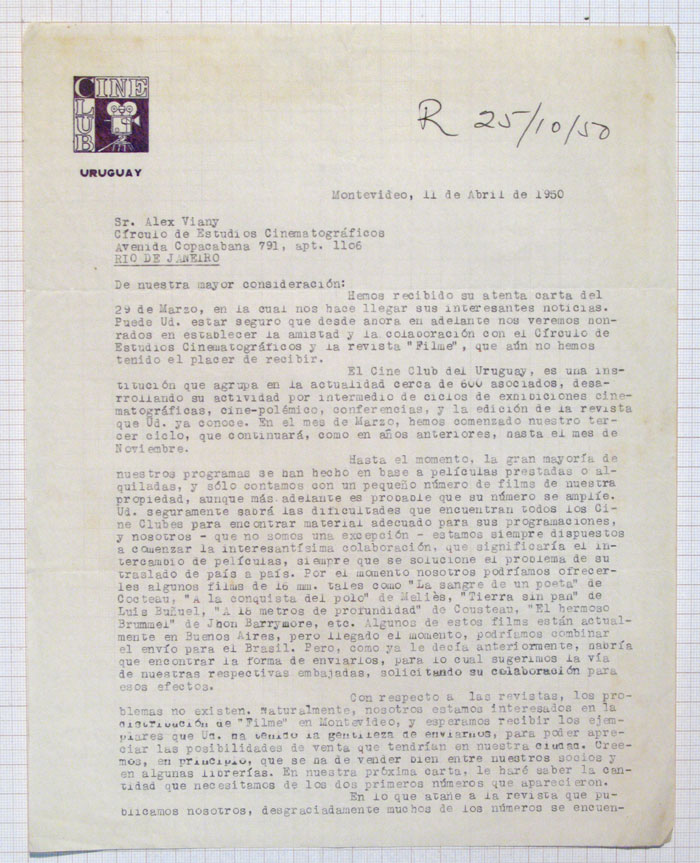 CINE
CLUB
URUGUAY
R 25/10/50
Montevideo, 11 de Abril de 1950
Sr. Alex Viany
Círculo de Estudios Cinematográficos
Avenida Copacabana 791, apt. 11o6
RIO DE JANEIRO
De nuestra mayor consideración:
Hemos recibido su atenta carta del
29 de Marzo, en la cual nos hace llegar sus interesantes noticias.
Puede Ud. estar seguro que desde ahora en adelante nos veremos hon-
rados en establecer la amistad y la colaboración con el Círculo de
Estudios Cinematográficos y la revista "Filme", que aún no hemos
tenido el placer de recibir.
El Cine Club del Uruguay, es una ins-
titución que agrupa en la actualidad cerca de 600 asociados, desa-
rrollando su actividad por intermedio de ciclos de exhibiciones cine-
matográficas, cine-polémico, conferencias, y la edición de la revista
que Ud. ya conoce. En el mes de Marzo, hemos comenzado nuestro ter-
cer ciclo, que continuará, como en años anteriores, hasta el mes de
Noviembre.
Hasta el momento, la gran mayoría de
nuestros programas se han hecho en base a películas prestadas o al-
quiladas, y sólo contamos con un pequeño número de films de nuestra
propiedad, aunque más adelante es probable que su número se amplíe.
Ud. seguramente sabrá las dificultades que encuentran todos los Ci-
ne Clubes para encontrar material adecuado para sus programaciones,
y nosotros - que no somos una excepción - estamos siempre dispuestos
a comenzar la interesantísima colaboración, que significaría el in-
tercambio de películas, siempre que se solucione el problema de su
traslado de país a país. Por el momento nosotros podríamos ofrecer-
les algunos films de 16 mm. tales como "La sangre de un poeta" de
Cocteau, "A la conquista del polo" de Meliès, "Tierra sin pan" de
Luis Buñuel, "A 18 metros de profundidad" de Cousteau, "El hermoso
Brummel" de Jhon Barrymore, etc. Algunos de estos films están actual-
mente en Buenos Aires, pero llegado el momento, podríamos combinar
el envío para el Brasil. Pero, como ya le decía anteriormente, habría
que encontrar la forma de enviarlos, para lo cual sugerimos la vía
de nuestras respectivas embajadas, solicitando su colaboración para
esos efectos.
Con respecto a las revistas, los pro-
blemas no existen. Naturalmente, nosotros estamos interesados en la
distribución de "Filme" en Montevideo, y esperamos recibir los ejem-
plares que Ud. ha tenido la gentileza de enviarnos, para poder apre-
ciar las posibilidades de venta que tendrían en nuestra ciudad. Cree-
mos, en principio, que se ha de vender bien entre nuestros socios y
en algunas librerías. En nuestra próxima carta, le haré saber la can-
tidad que necesitamos de los dos primeros números que aparecieron.
En lo que atañe a la revista que pu-
blicamos nosotros, desgraciadamente muchos de los números se encuen-